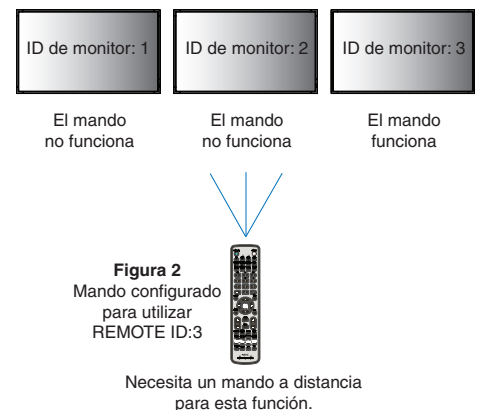 ID de monitor: 1
ID de monitor: 2
ID de monitor: 3
El mando
no funciona
El mando
no funciona
El mando
funciona
Figura 2
Mando configurado
para utilizar
REMOTE ID:3
Necesita un mando a distancia
para esta función.